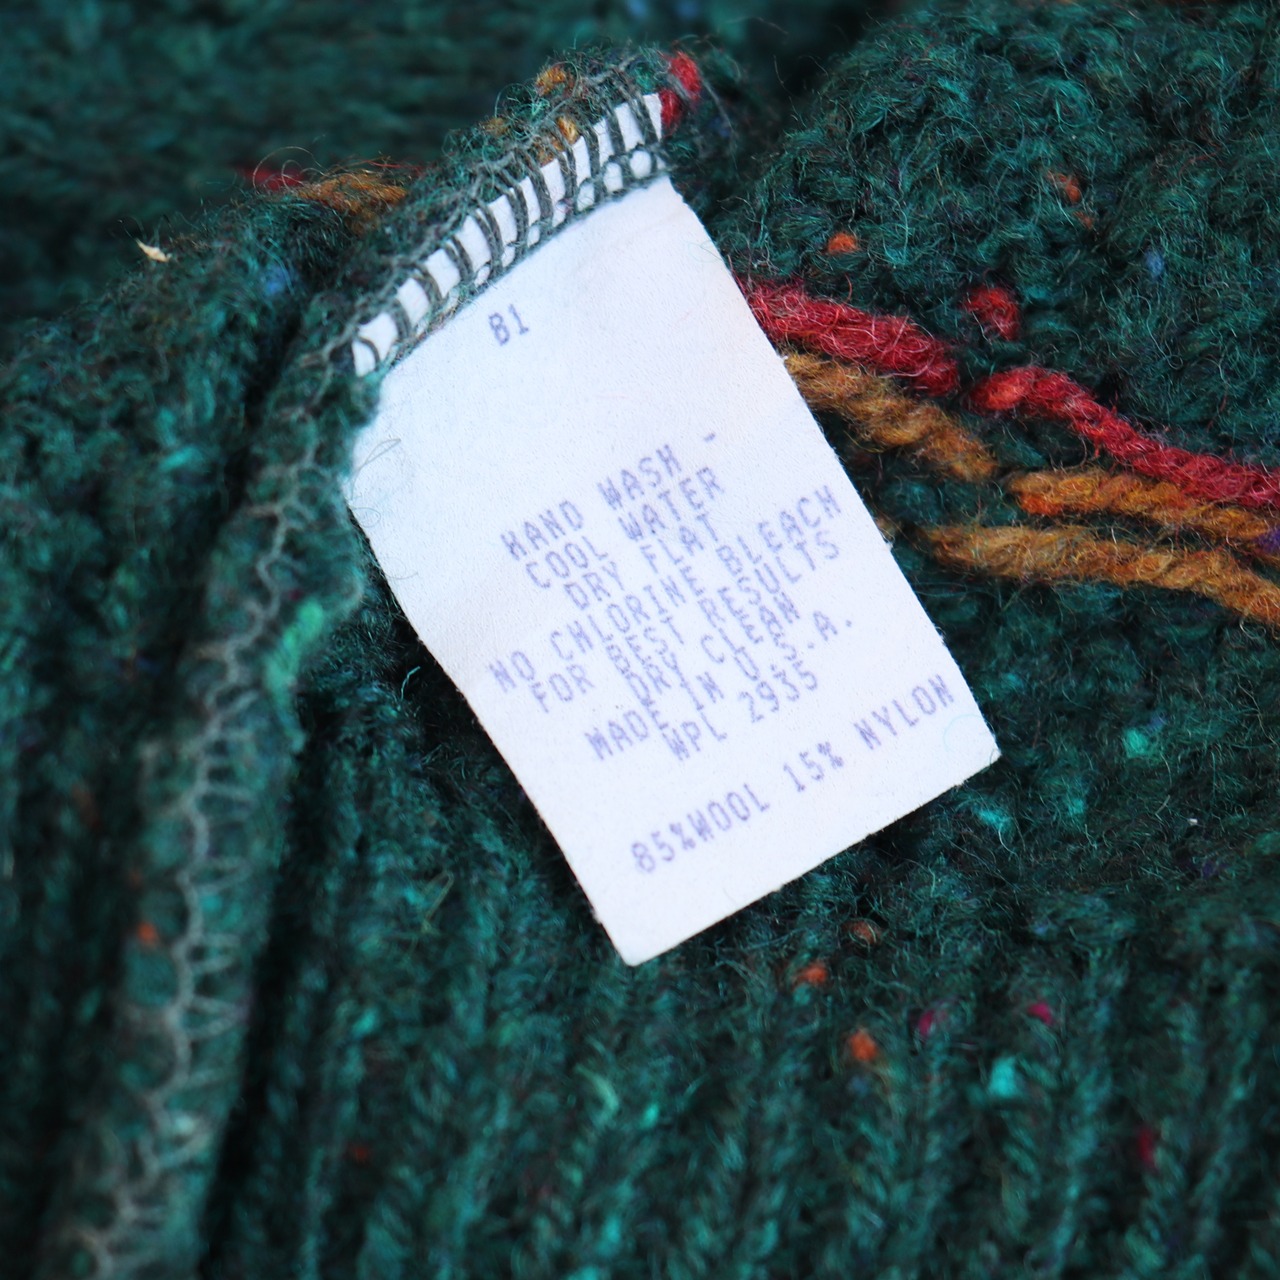 B1
HAND WASH -
COOL WATER
DRY FLAT
NO CHLORINE BLEACH
FOR BEST RESULTS
DRY CLEAN
MADE IN U.S.A.
WPL 2935
85%WOOL 15% NYLON